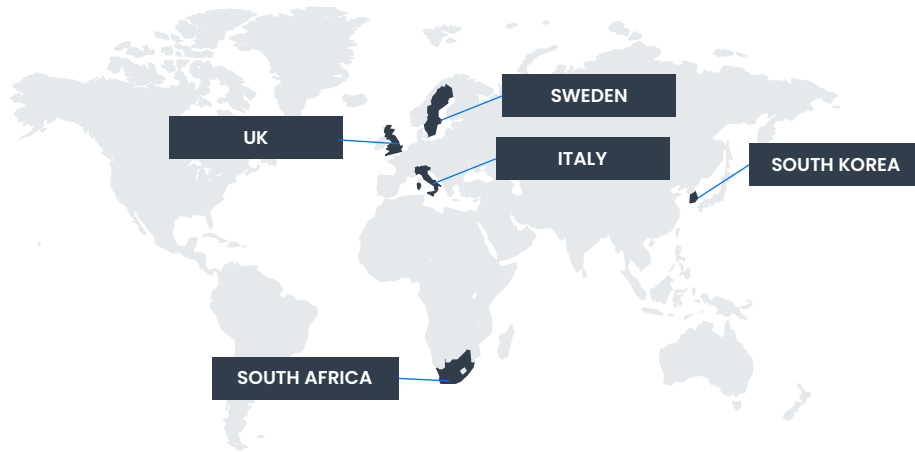 SWEDEN
UK
ITALY
SOUTH KOREA
SOUTH AFRICA